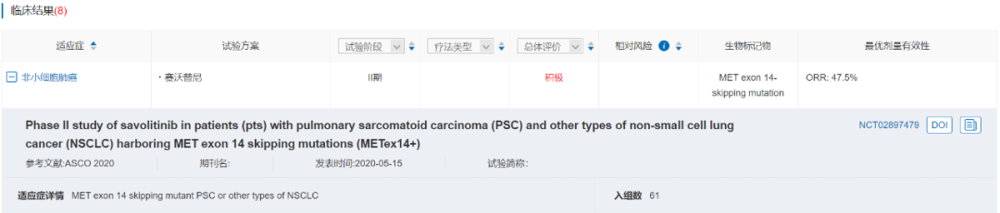 临床结果(8)
适应症 试验方案 试验阶段 疗法类型 总体评价 相对风险 生物标记物 最优剂量有效性
非小细胞肺癌 ・赛沃替尼 II期 积极 MET exon 14- ORR: 47.5%
skipping mutation
Phase II study of savolitinib in patients (pts) with pulmonary sarcomatoid carcinoma (PSC) and other types of non-small cell lung NCT02897479 DOI
cancer (NSCLC) harboring MET exon 14 skipping mutations (METex14+)
参考文献:ASCO 2020 期刊名: 发表时间:2020-05-15 试验简称:
适应症详情 MET exon 14 skipping mutant PSC or other types of NSCLC 入组数 61